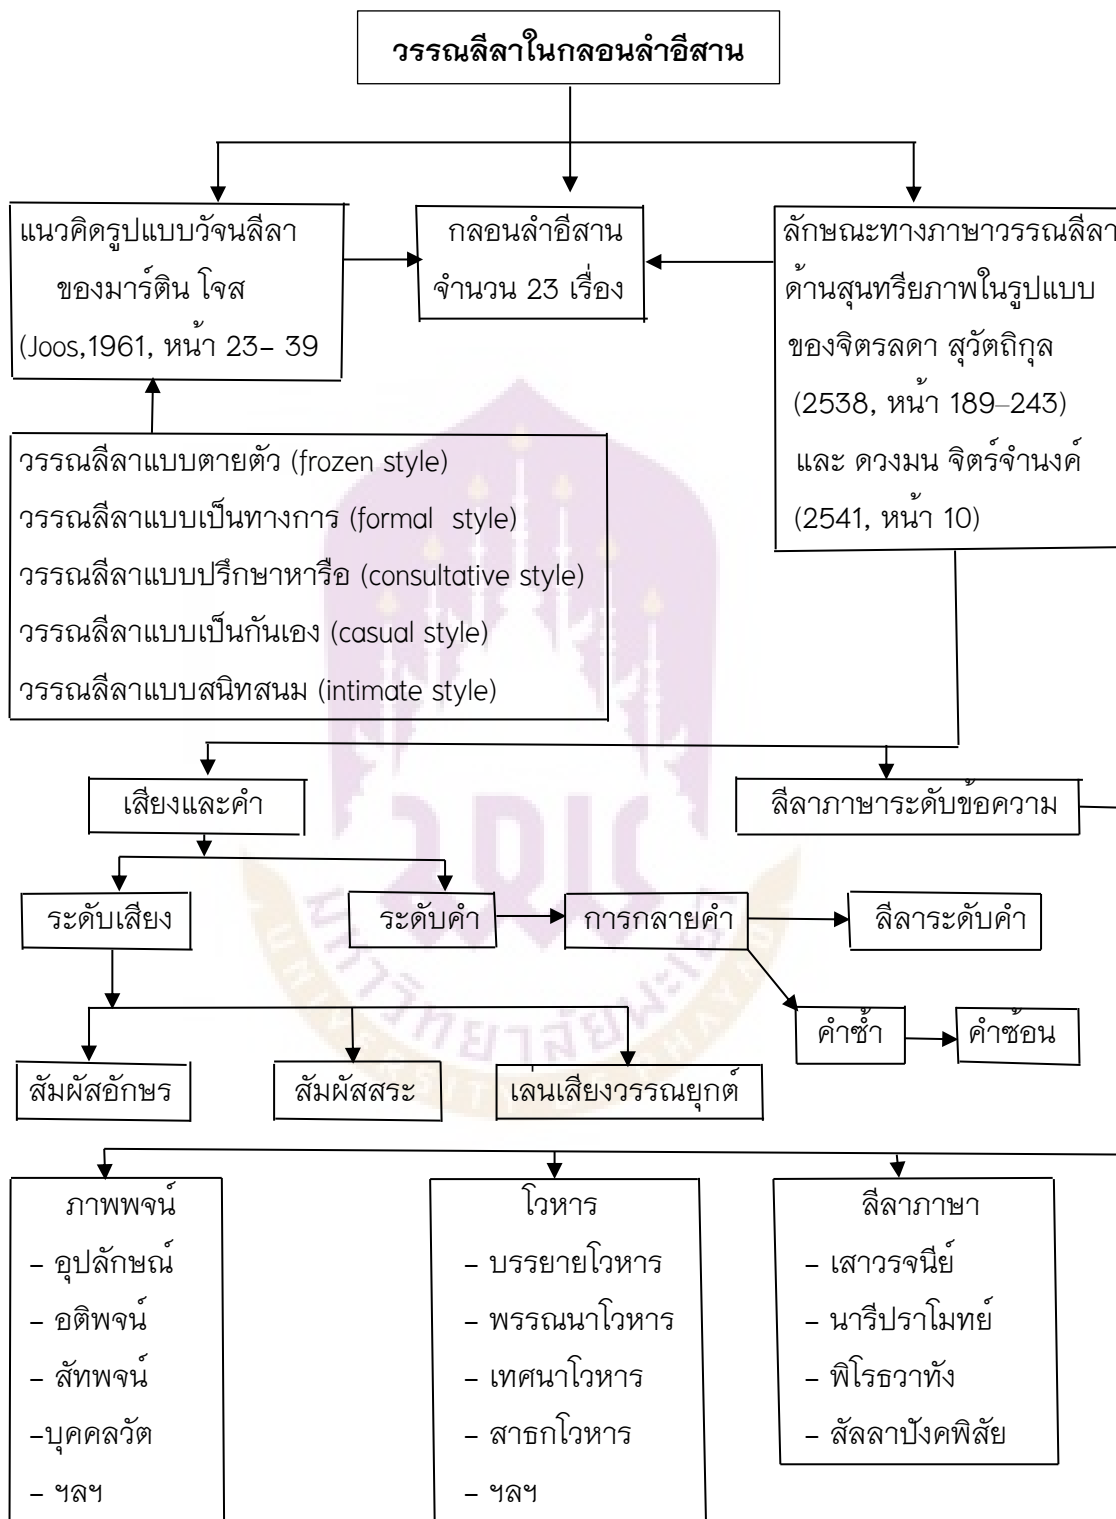 วรรณลีลาในกลอนลำอีสาน
แนวคิดรูปแบบวัจนลีลา
ของมาร์ติน โจส
(Joos,1961, หน้า 23– 39
กลอนลำอีสาน
จำนวน 23 เรื่อง
ลักษณะทางภาษาวรรณลีลา
ด้านสุนทรียภาพในรูปแบบ
ของจิตรลดา สุวัตถิกุล
(2538, หน้า 189–243)
และ ดวงมน จิตร์จำนงค์
(2541, หน้า 10)
วรรณลีลาแบบตายตัว (frozen style)
วรรณลีลาแบบเป็นทางการ (formal style)
วรรณลีลาแบบปรึกษาหารือ (consultative style)
วรรณลีลาแบบเป็นกันเอง (casual style)
วรรณลีลาแบบสนิทสนม (intimate style)
เสียงและคำ
ลีลาภาษาระดับข้อความ
ระดับเสียง
ระดับคำ
การกลายคำ
ลีลาระดับคำ
คำซ้ำ
คำซ้อน
สัมผัสอักษร
สัมผัสสระ
เล่นเสียงวรรณยุกต์
มหาวิทยาลัยพะเยา
UNIVERSITY OF PHAYAO
ภาพพจน์
– อุปลักษณ์
– อติพจน์
– สัทพจน์
–บุคคลวัต
– ฯลฯ
โวหาร
– บรรยายโวหาร
– พรรณนาโวหาร
– เทศนาโวหาร
– สาธกโวหาร
– ฯลฯ
ลีลาภาษา
– เสาวรจนีย์
– นารีปราโมทย์
– พิโรธวาทัง
– สัลลาปังคพิสัย